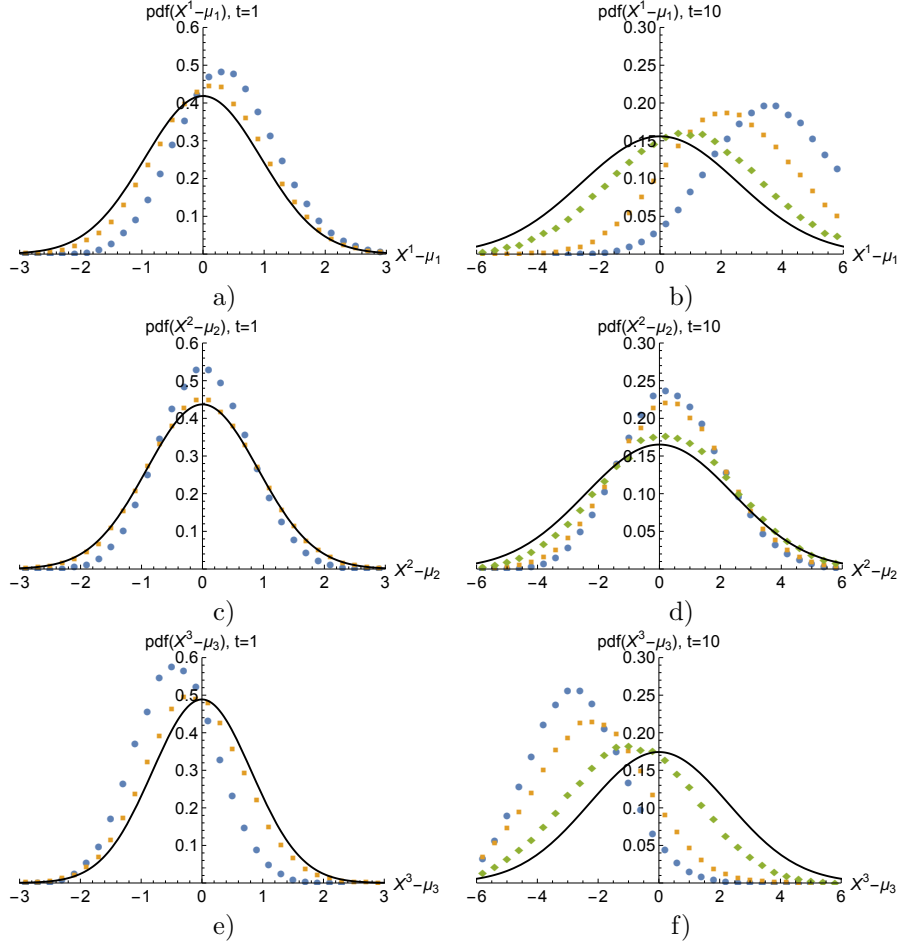 pdf(X¹−μ₁), t=1
0.6
0.5
0.4
0.3
0.2
0.1
−3 −2 −1 0 1 2 3 X¹−μ₁
a)
pdf(X¹−μ₁), t=10
0.30
0.25
0.20
0.15
0.10
0.05
−6 −4 −2 0 2 4 6 X¹−μ₁
b)
pdf(X²−μ₂), t=1
0.6
0.5
0.4
0.3
0.2
0.1
−3 −2 −1 0 1 2 3 X²−μ₂
c)
pdf(X²−μ₂), t=10
0.30
0.25
0.20
0.15
0.10
0.05
−6 −4 −2 0 2 4 6 X²−μ₂
d)
pdf(X³−μ₃), t=1
0.6
0.5
0.4
0.3
0.2
0.1
−3 −2 −1 0 1 2 3 X³−μ₃
e)
pdf(X³−μ₃), t=10
0.30
0.25
0.20
0.15
0.10
0.05
−6 −4 −2 0 2 4 6 X³−μ₃
f)